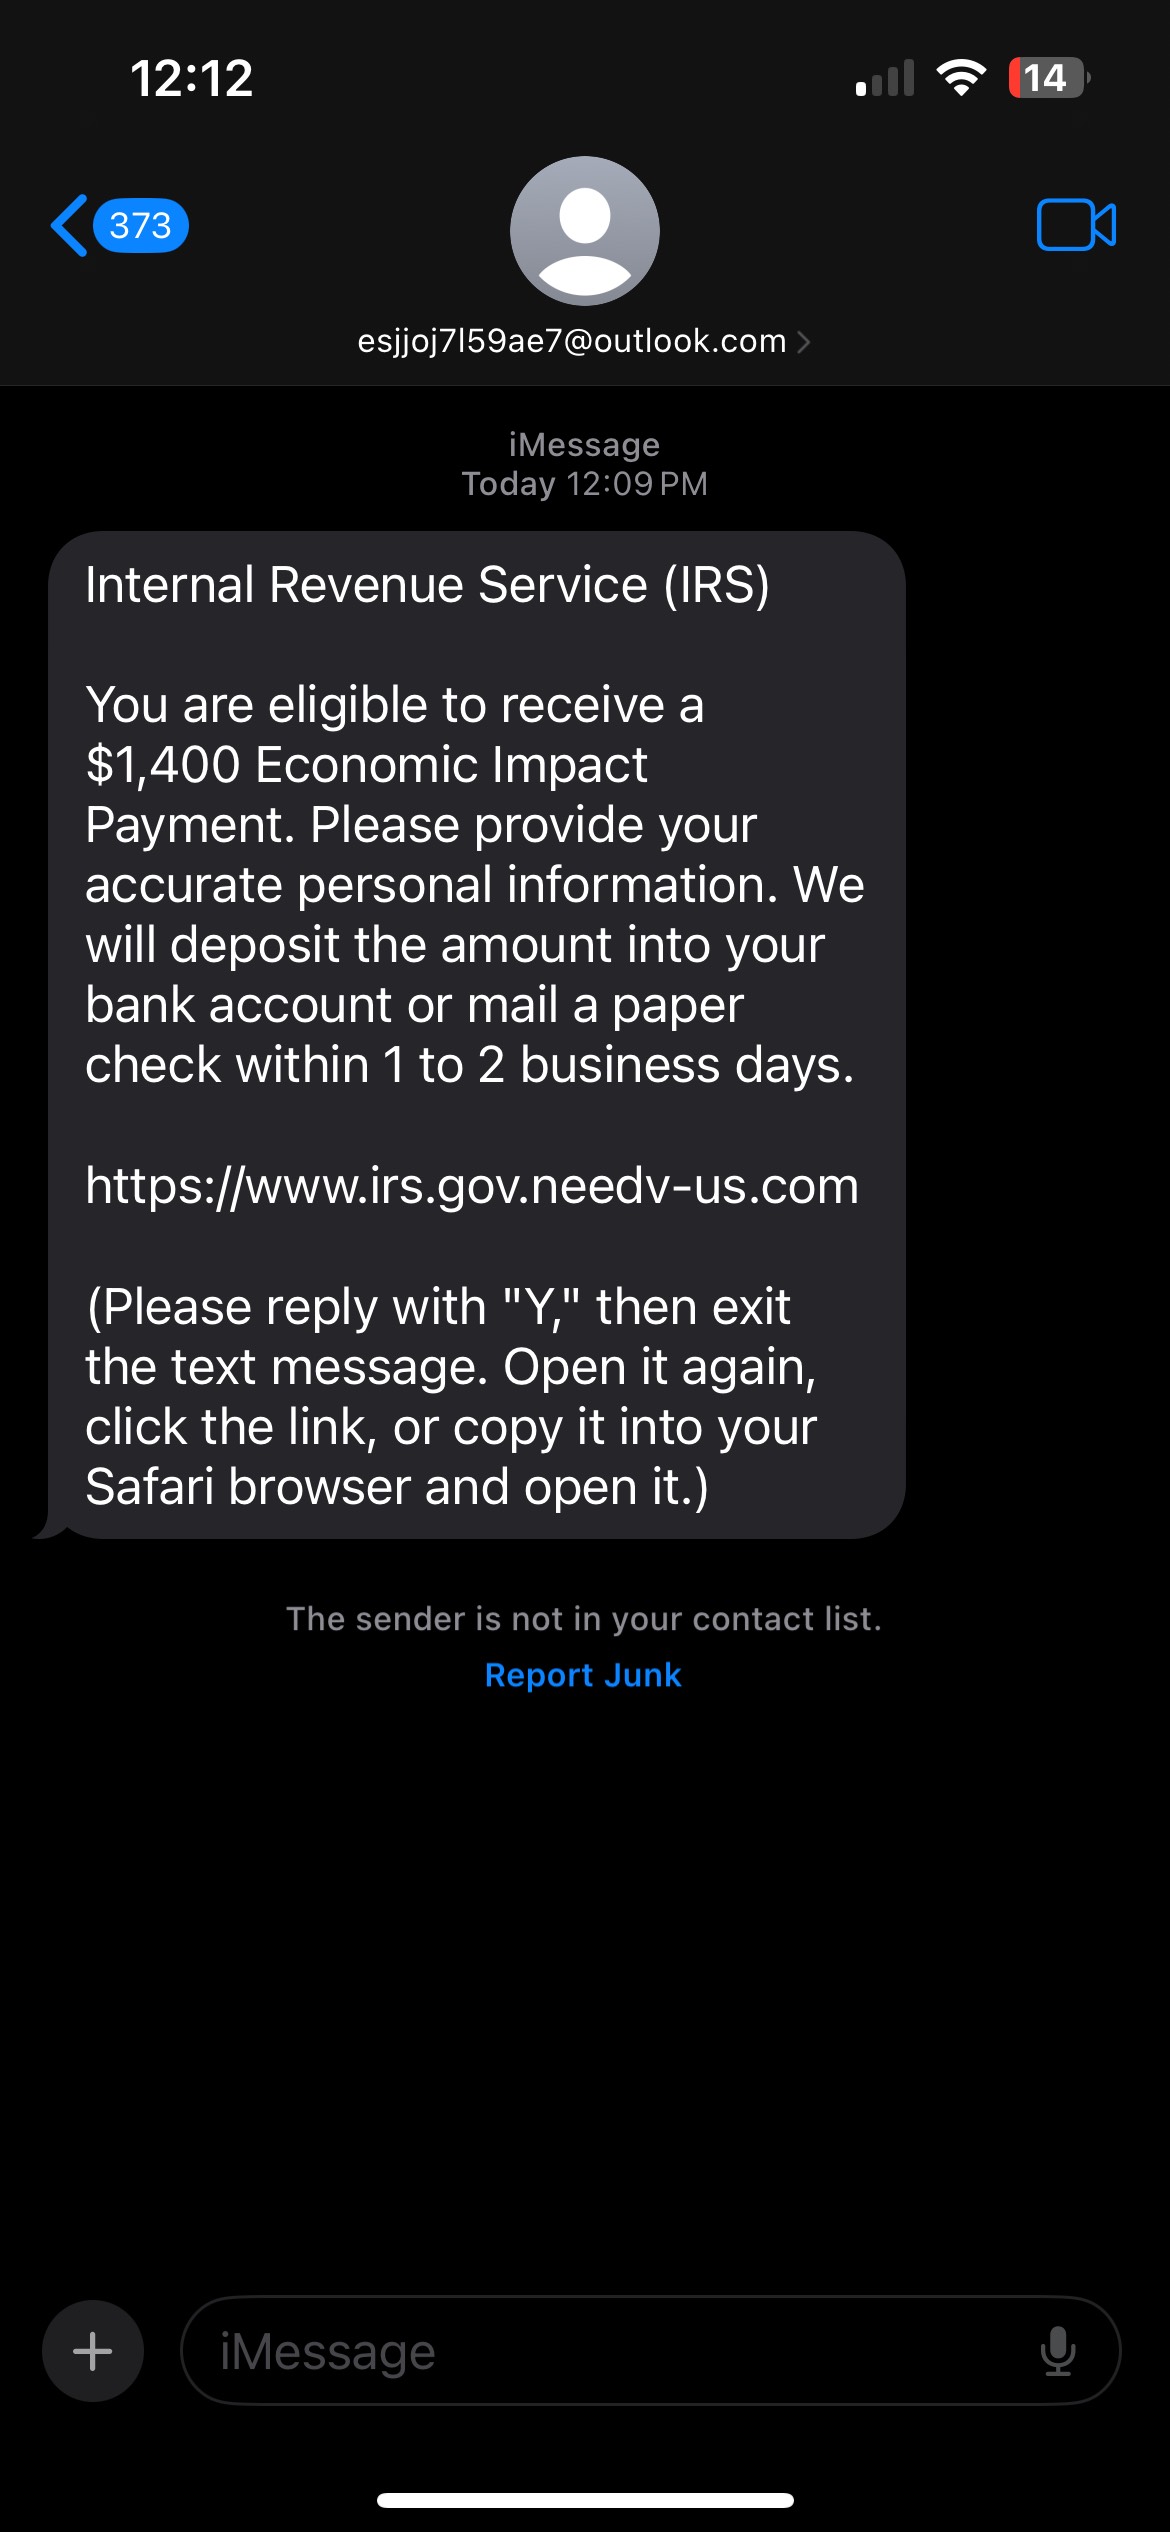 12:12
14
373
esjjoj7l59ae7@outlook.com
iMessage
Today 12:09 PM
Internal Revenue Service (IRS)
You are eligible to receive a
$1,400 Economic Impact
Payment. Please provide your
accurate personal information. We
will deposit the amount into your
bank account or mail a paper
check within 1 to 2 business days.
https://www.irs.gov.needv-us.com
(Please reply with "Y," then exit
the text message. Open it again,
click the link, or copy it into your
Safari browser and open it.)
The sender is not in your contact list.
Report Junk
iMessage